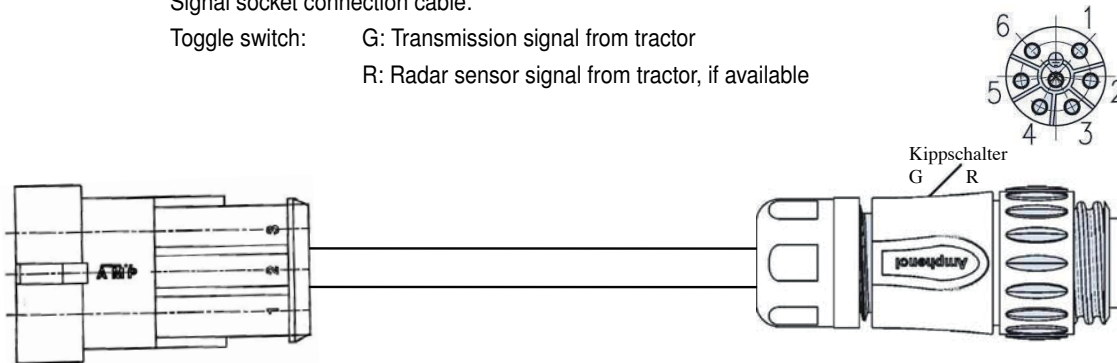 Signal socket connection cable.
Toggle switch: G: Transmission signal from tractor
R: Radar sensor signal from tractor, if available
6 1
5 2
4 3
Kippschalter
G R
3
AMP 2
1
Amphenol